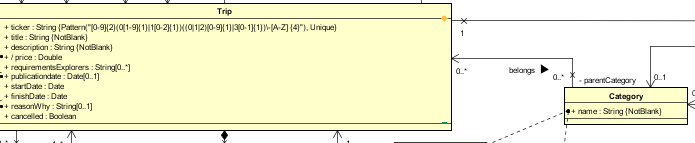 Trip
+ ticker : String {Pattern("[0-9]{2}(0[1-9]{1}|1[0-2]{1})((0|1|2)[0-9]{1}|3[0-1]{1})\-[A-Z]{4}"), Unique}
+ title : String {NotBlank}
+ description : String {NotBlank}
+ / price : Double
+ requirementsExplorers : String[0..*]
+ publicationdate : Date[0..1]
+ startDate : Date
+ finishDate : Date
+ reasonWhy : String[0..1]
+ cancelled : Boolean
1
0..*
belongs
0..*
- parentCategory
0..1
Category
+ name : String {NotBlank}